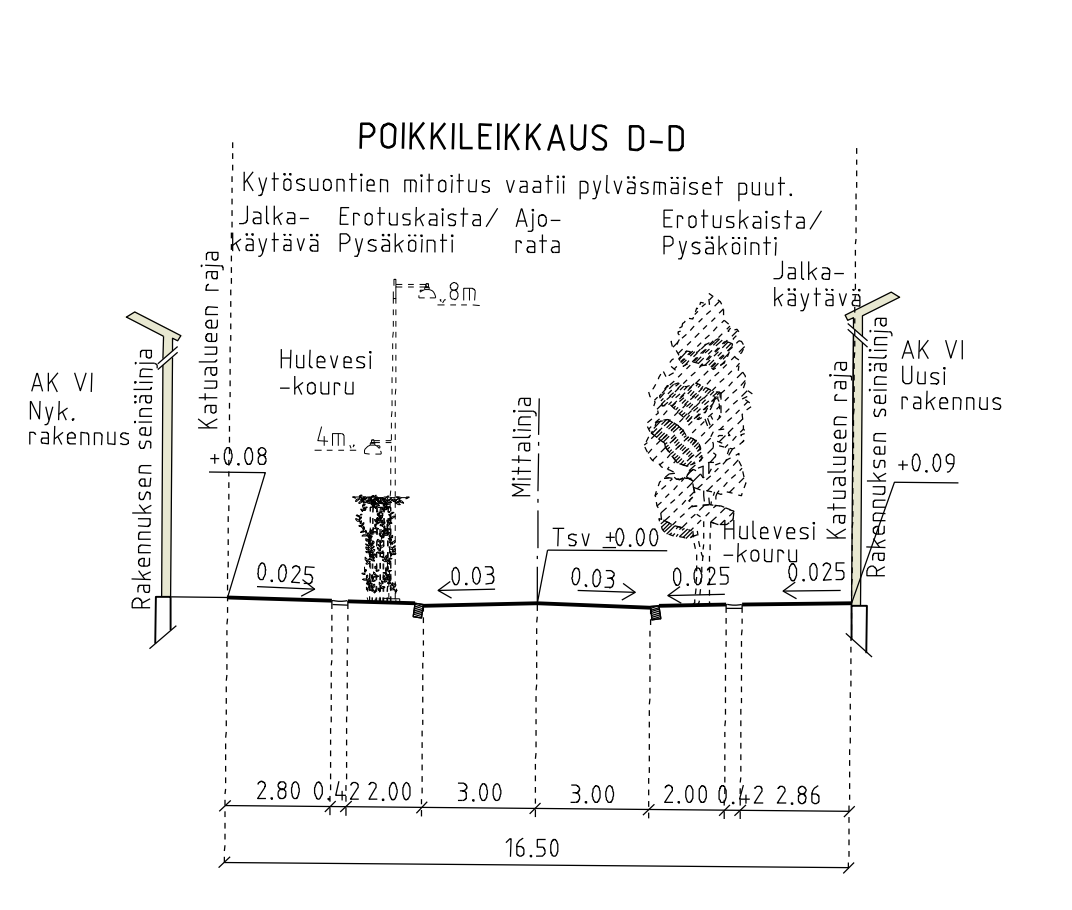 POIKKILEIKKAUS D-D
Kytösuontien mitoitus vaatii pylväsmäiset puut.
Jalka-
käytävä
Erotuskaista/
Pysäköinti
Ajo-
rata
Erotuskaista/
Pysäköinti
Jalka-
käytävä
8m
Katualueen raja
Hulevesi
-kouru
AK VI
Nyk.
rakennus
Rakennuksen seinälinja
4m
Mittalinja
Katualueen raja
Rakennuksen seinälinja
AK VI
Uusi
rakennus
+0.08
+0.09
Tsv ±0.00
Hulevesi
-kouru
0.025
0.03
0.03
0.025
0.025
2.80 0.42 2.00 3.00 3.00 2.00 0.42 2.86
16.50